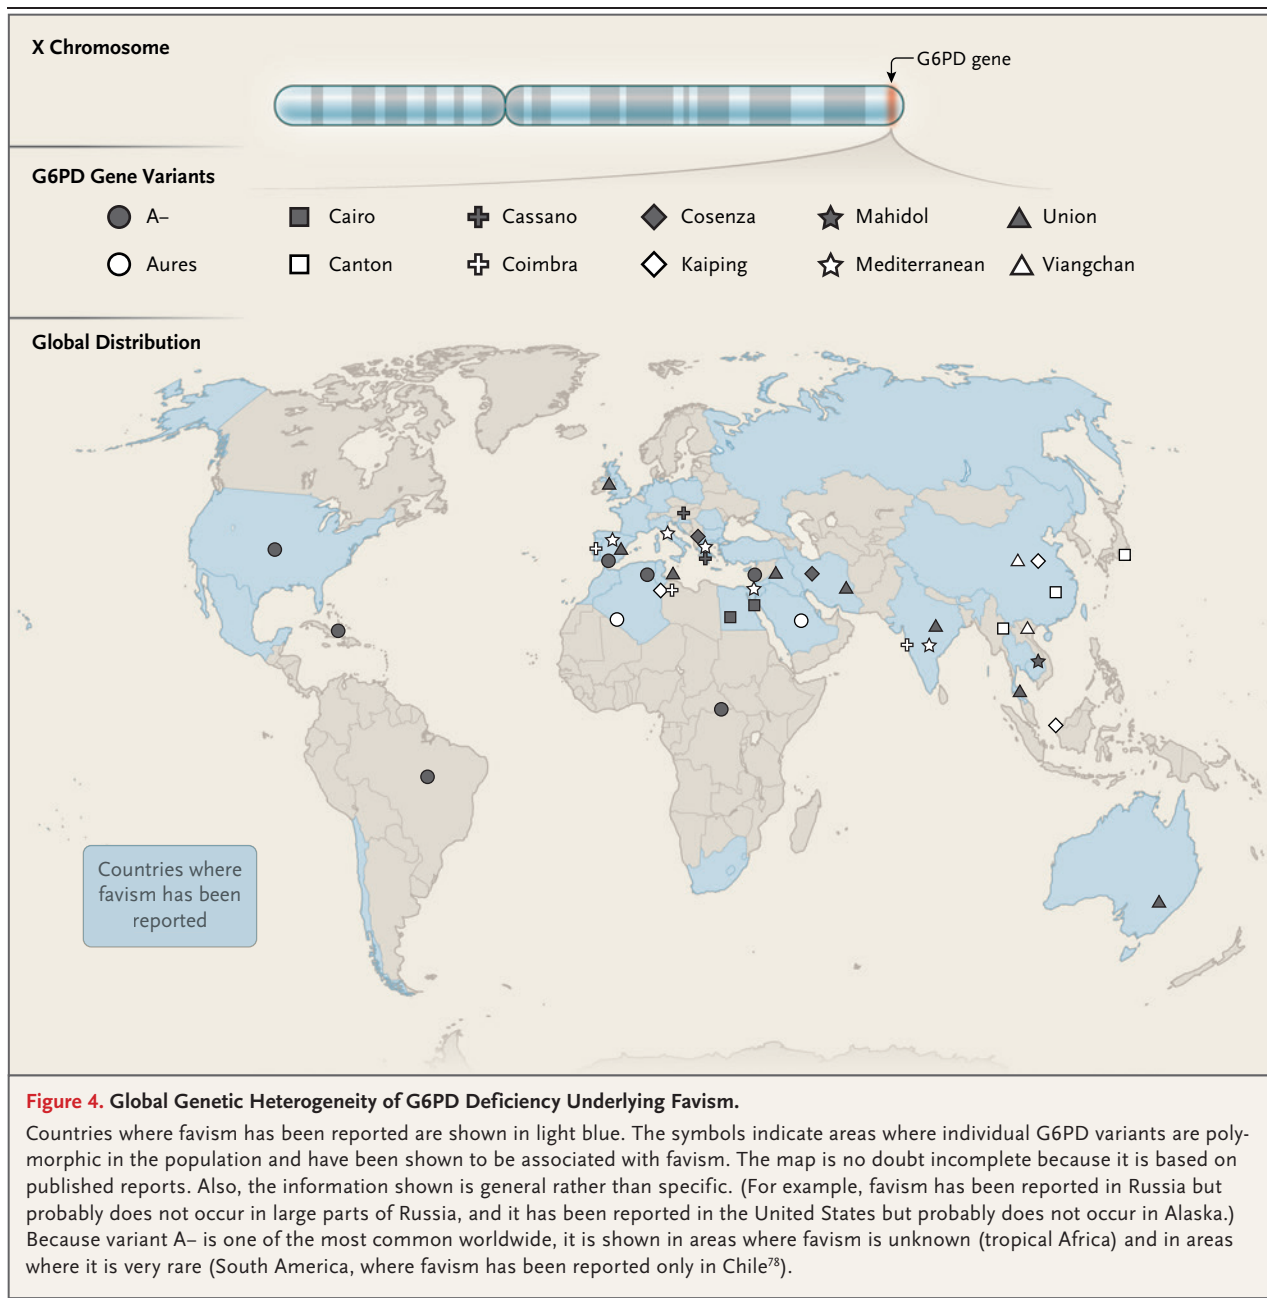 X Chromosome
G6PD gene
G6PD Gene Variants
A–
Cairo
Cassano
Cosenza
Mahidol
Union
Aures
Canton
Coimbra
Kaiping
Mediterranean
Viangchan
Global Distribution
Countries where
favism has been
reported
Figure 4. Global Genetic Heterogeneity of G6PD Deficiency Underlying Favism.
Countries where favism has been reported are shown in light blue. The symbols indicate areas where individual G6PD variants are poly-
morphic in the population and have been shown to be associated with favism. The map is no doubt incomplete because it is based on
published reports. Also, the information shown is general rather than specific. (For example, favism has been reported in Russia but
probably does not occur in large parts of Russia, and it has been reported in the United States but probably does not occur in Alaska.)
Because variant A– is one of the most common worldwide, it is shown in areas where favism is unknown (tropical Africa) and in areas
where it is very rare (South America, where favism has been reported only in Chile⁷⁸).